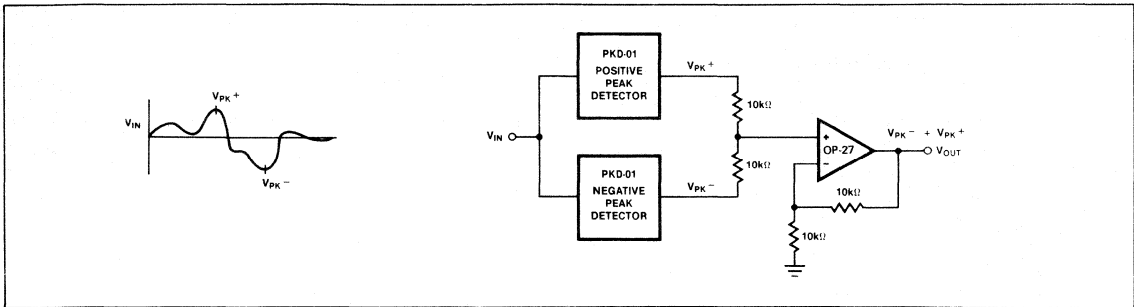 V_PK +
V_IN
V_PK −
V_IN
PKD-01
POSITIVE
PEAK
DETECTOR
V_PK +
10kΩ
10kΩ
PKD-01
NEGATIVE
PEAK
DETECTOR
V_PK −
+
OP-27
−
V_PK − + V_PK +
V_OUT
10kΩ
10kΩ